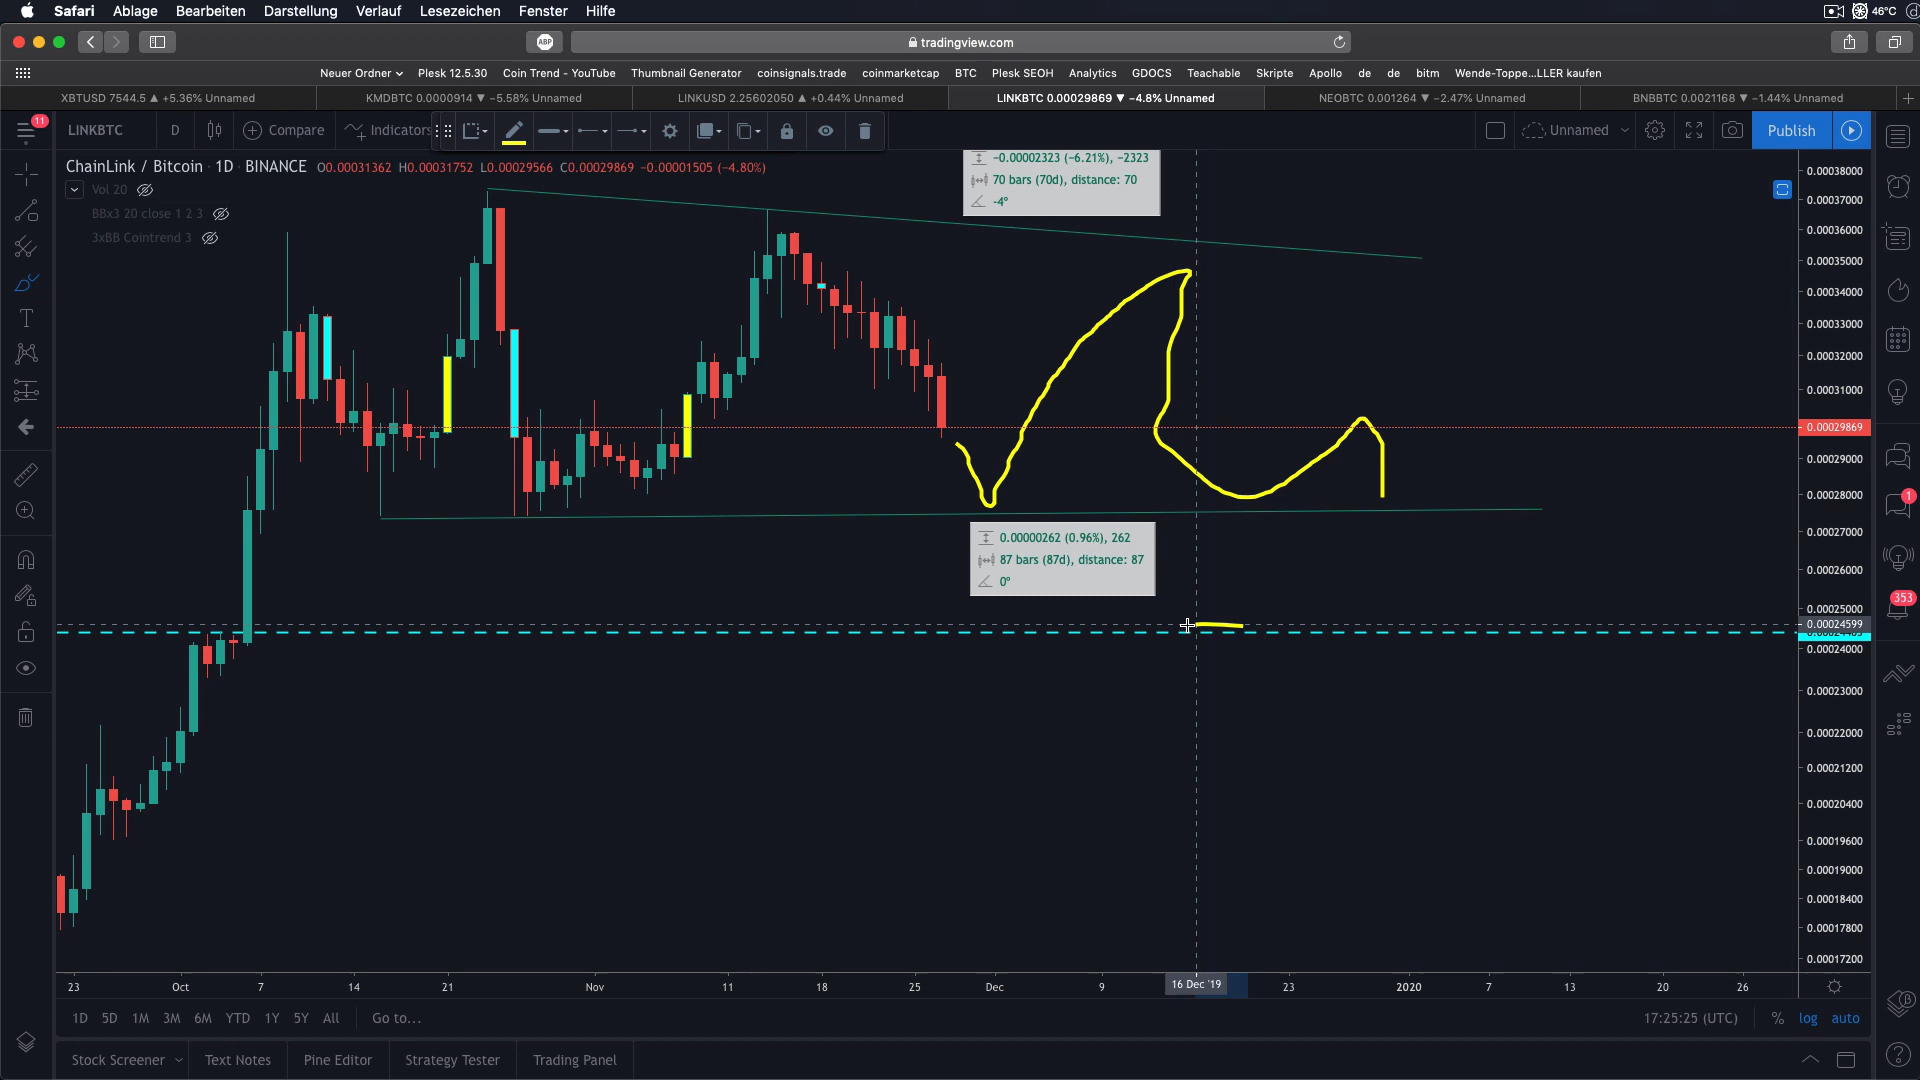 Safari Ablage Bearbeiten Darstellung Verlauf Lesezeichen Fenster Hilfe 46°C
ABP tradingview.com
Neuer Ordner Plesk 12.5.30 Coin Trend - YouTube Thumbnail Generator coinsignals.trade coinmarketcap BTC Plesk SEOH Analytics GDOCS Teachable Skripte Apollo de de bitm Wende-Toppe...LLER kaufen
XBTUSD 7544.5 ▲ +5.36% Unnamed KMDBTC 0.0000914 ▼ −5.58% Unnamed LINKUSD 2.25602050 ▲ +0.44% Unnamed LINKBTC 0.00029869 ▼ −4.8% Unnamed NEOBTC 0.001264 ▼ −2.47% Unnamed BNBBTC 0.0021168 ▼ −1.44% Unnamed
11
LINKBTC D Compare Indicators Unnamed Publish
ChainLink / Bitcoin · 1D · BINANCE O0.00031362 H0.00031752 L0.00029566 C0.00029869 −0.00001505 (−4.80%)
Vol 20
BBx3 20 close 1 2 3
3xBB Cointrend 3
-0.00002323 (-6.21%), -2323
70 bars (70d), distance: 70
-4°
0.00000262 (0.96%), 262
87 bars (87d), distance: 87
0°
0.00038000
0.00037000
0.00036000
0.00035000
0.00034000
0.00033000
0.00032000
0.00031000
0.00029869
0.00029000
0.00028000
0.00027000
0.00026000
0.00025000
0.00024599
0.00024000
0.00023000
0.00022000
0.00021200
0.00020400
0.00019600
0.00019000
0.00018400
0.00017800
0.00017200
1
353
23 Oct 7 14 21 Nov 11 18 25 Dec 9 16 Dec '19 23 2020 7 13 20 26
1D 5D 1M 3M 6M YTD 1Y 5Y All Go to... 17:25:25 (UTC) % log auto
Stock Screener Text Notes Pine Editor Strategy Tester Trading Panel